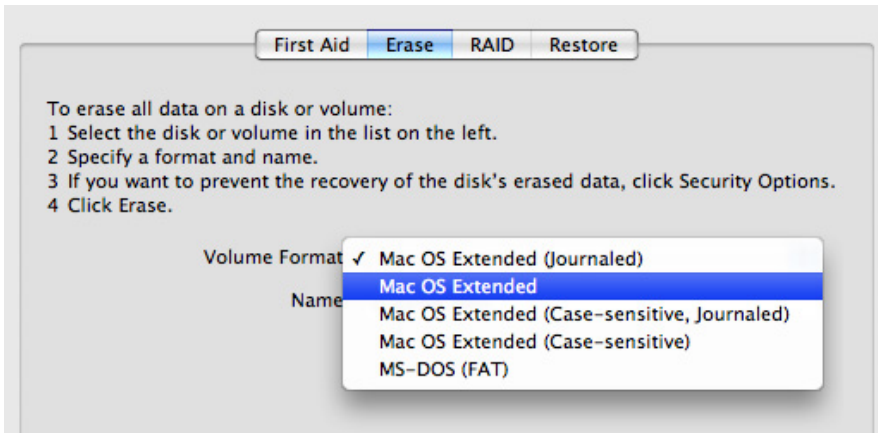 First Aid Erase RAID Restore
To erase all data on a disk or volume:
1 Select the disk or volume in the list on the left.
2 Specify a format and name.
3 If you want to prevent the recovery of the disk's erased data, click Security Options.
4 Click Erase.
Volume Format ✓ Mac OS Extended (Journaled)
Mac OS Extended
Name
Mac OS Extended (Case-sensitive, Journaled)
Mac OS Extended (Case-sensitive)
MS-DOS (FAT)